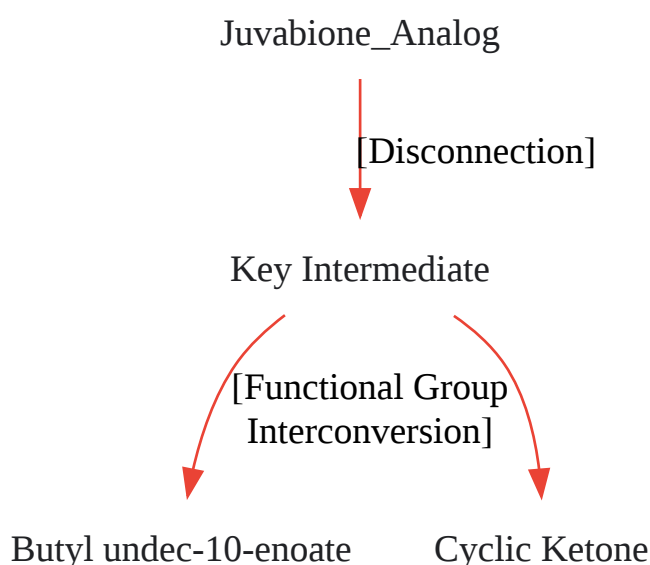 Juvabione_Analog
[Disconnection]
Key Intermediate
[Functional Group
Interconversion]
Butyl undec-10-enoate
Cyclic Ketone